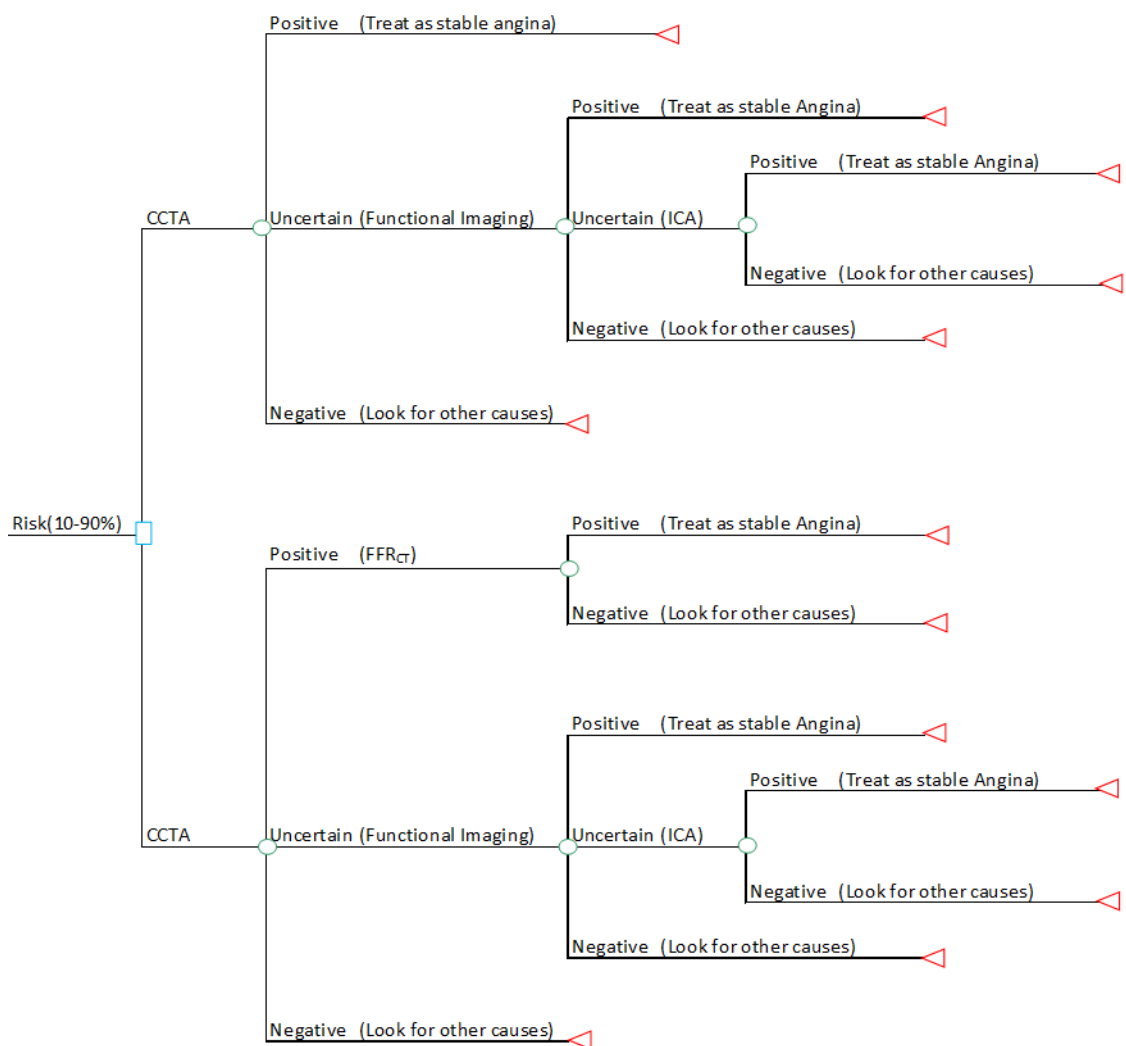 Positive (Treat as stable angina)
Positive (Treat as stable Angina)
Positive (Treat as stable Angina)
CCTA Uncertain (Functional Imaging) Uncertain (ICA)
Negative (Look for other causes)
Negative (Look for other causes)
Negative (Look for other causes)
Risk(10-90%)
Positive (Treat as stable Angina)
Positive (FFRCT)
Negative (Look for other causes)
Positive (Treat as stable Angina)
Positive (Treat as stable Angina)
CCTA Uncertain (Functional Imaging) Uncertain (ICA)
Negative (Look for other causes)
Negative (Look for other causes)
Negative (Look for other causes)